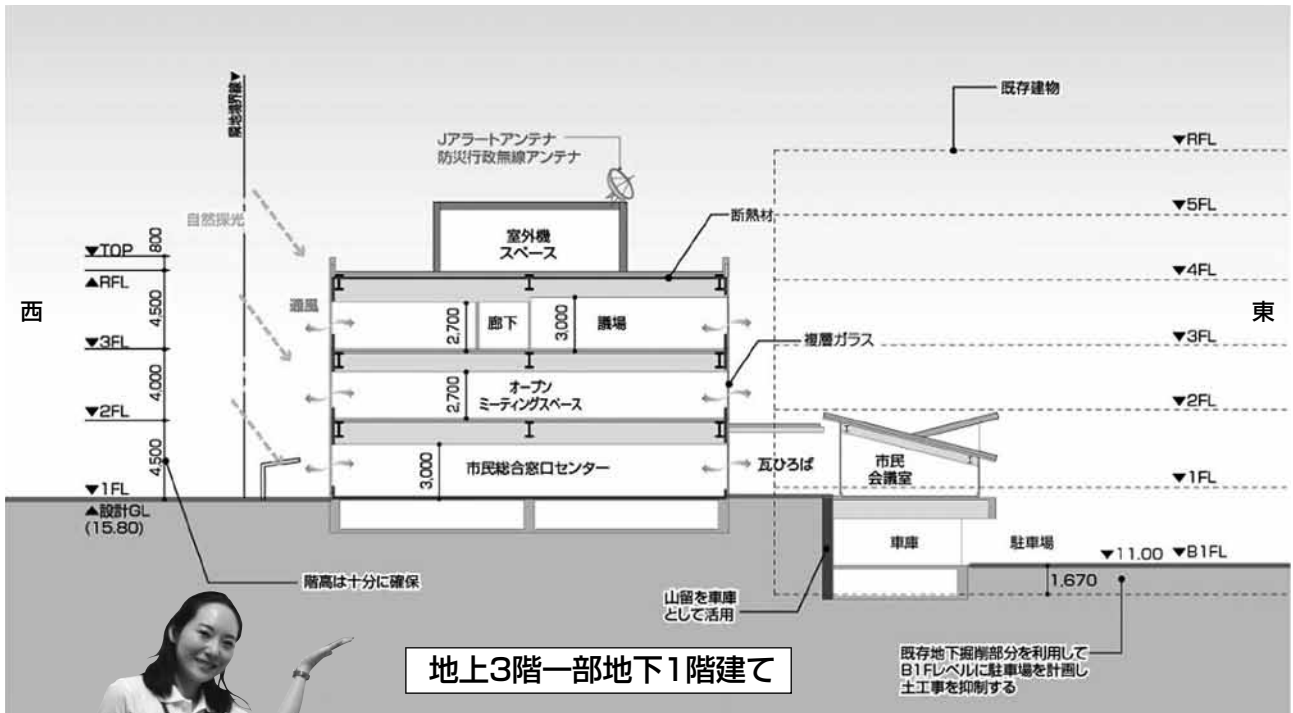 隣地境界線▼
既存建物
▼RFL
Jアラートアンテナ
防災行政無線アンテナ
▼5FL
自然採光
断熱材
室外機
スペース
▼TOP
800
▲RFL
▼4FL
西
東
4,500
通風
2,700
廊下
3,000
議場
▼3FL
▼3FL
複層ガラス
4,000
2,700
オープン
ミーティングスペース
▼2FL
▼2FL
4,500
3,000
市民総合窓口センター
瓦ひろば
市民
会議室
▼1FL
▼1FL
▲設計GL
(15.80)
車庫
駐車場
▼11.00
▼B1FL
1.670
階高は十分に確保
山留を車庫
として活用
地上3階一部地下1階建て
既存地下掘削部分を利用して
B1Fレベルに駐車場を計画し
土工事を抑制する